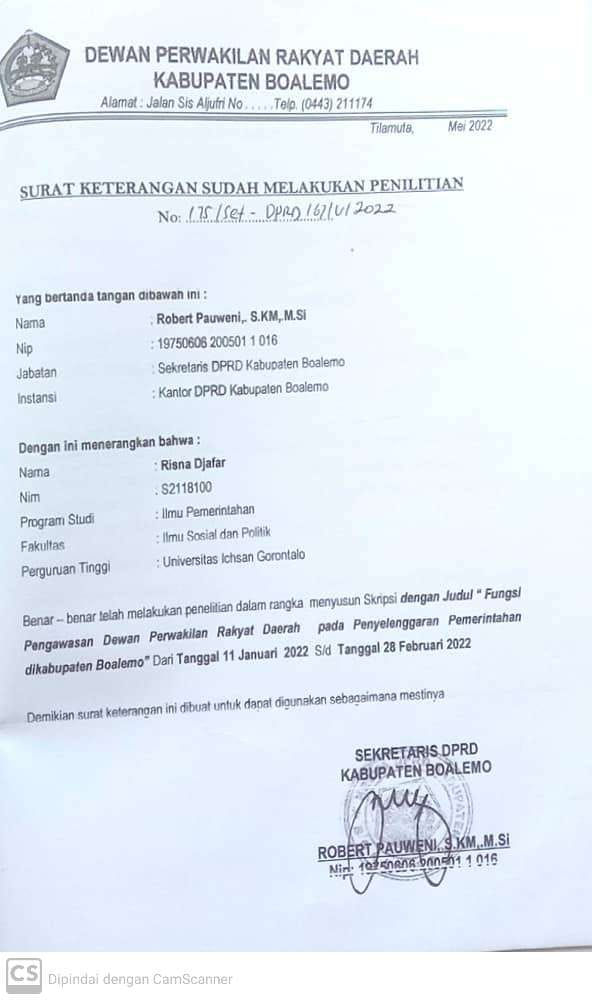 DEWAN PERWAKILAN RAKYAT DAERAH
KABUPATEN BOALEMO
Alamat : Jalan Sis Aljufri No . . . . . Telp. (0443) 211174
Tilamuta, Mei 2022
SURAT KETERANGAN SUDAH MELAKUKAN PENILITIAN
No: 175/Set - DPRD /67/V/2022
Yang bertanda tangan dibawah ini :
Nama : Robert Pauweni,. S.KM,.M.Si
Nip : 19750606 200501 1 016
Jabatan : Sekretaris DPRD Kabupaten Boalemo
Instansi : Kantor DPRD Kabupaten Boalemo
Dengan ini menerangkan bahwa :
Nama : Risna Djafar
Nim : S2118100
Program Studi : Ilmu Pemerintahan
Fakultas : Ilmu Sosial dan Politik
Perguruan Tinggi : Universitas Ichsan Gorontalo
Benar – benar telah melakukan penelitian dalam rangka menyusun Skripsi dengan Judul “ Fungsi
Pengawasan Dewan Perwakilan Rakyat Daerah pada Penyelenggaran Pemerintahan
dikabupaten Boalemo” Dari Tanggal 11 Januari 2022 S/d Tanggal 28 Februari 2022
Demikian surat keterangan ini dibuat untuk dapat digunakan sebagaimana mestinya
SEKRETARIS DPRD
KABUPATEN BOALEMO
ROBERT PAUWENI,.S.KM,.M.Si
Nip: 19750606 200501 1 016
CS Dipindai dengan CamScanner